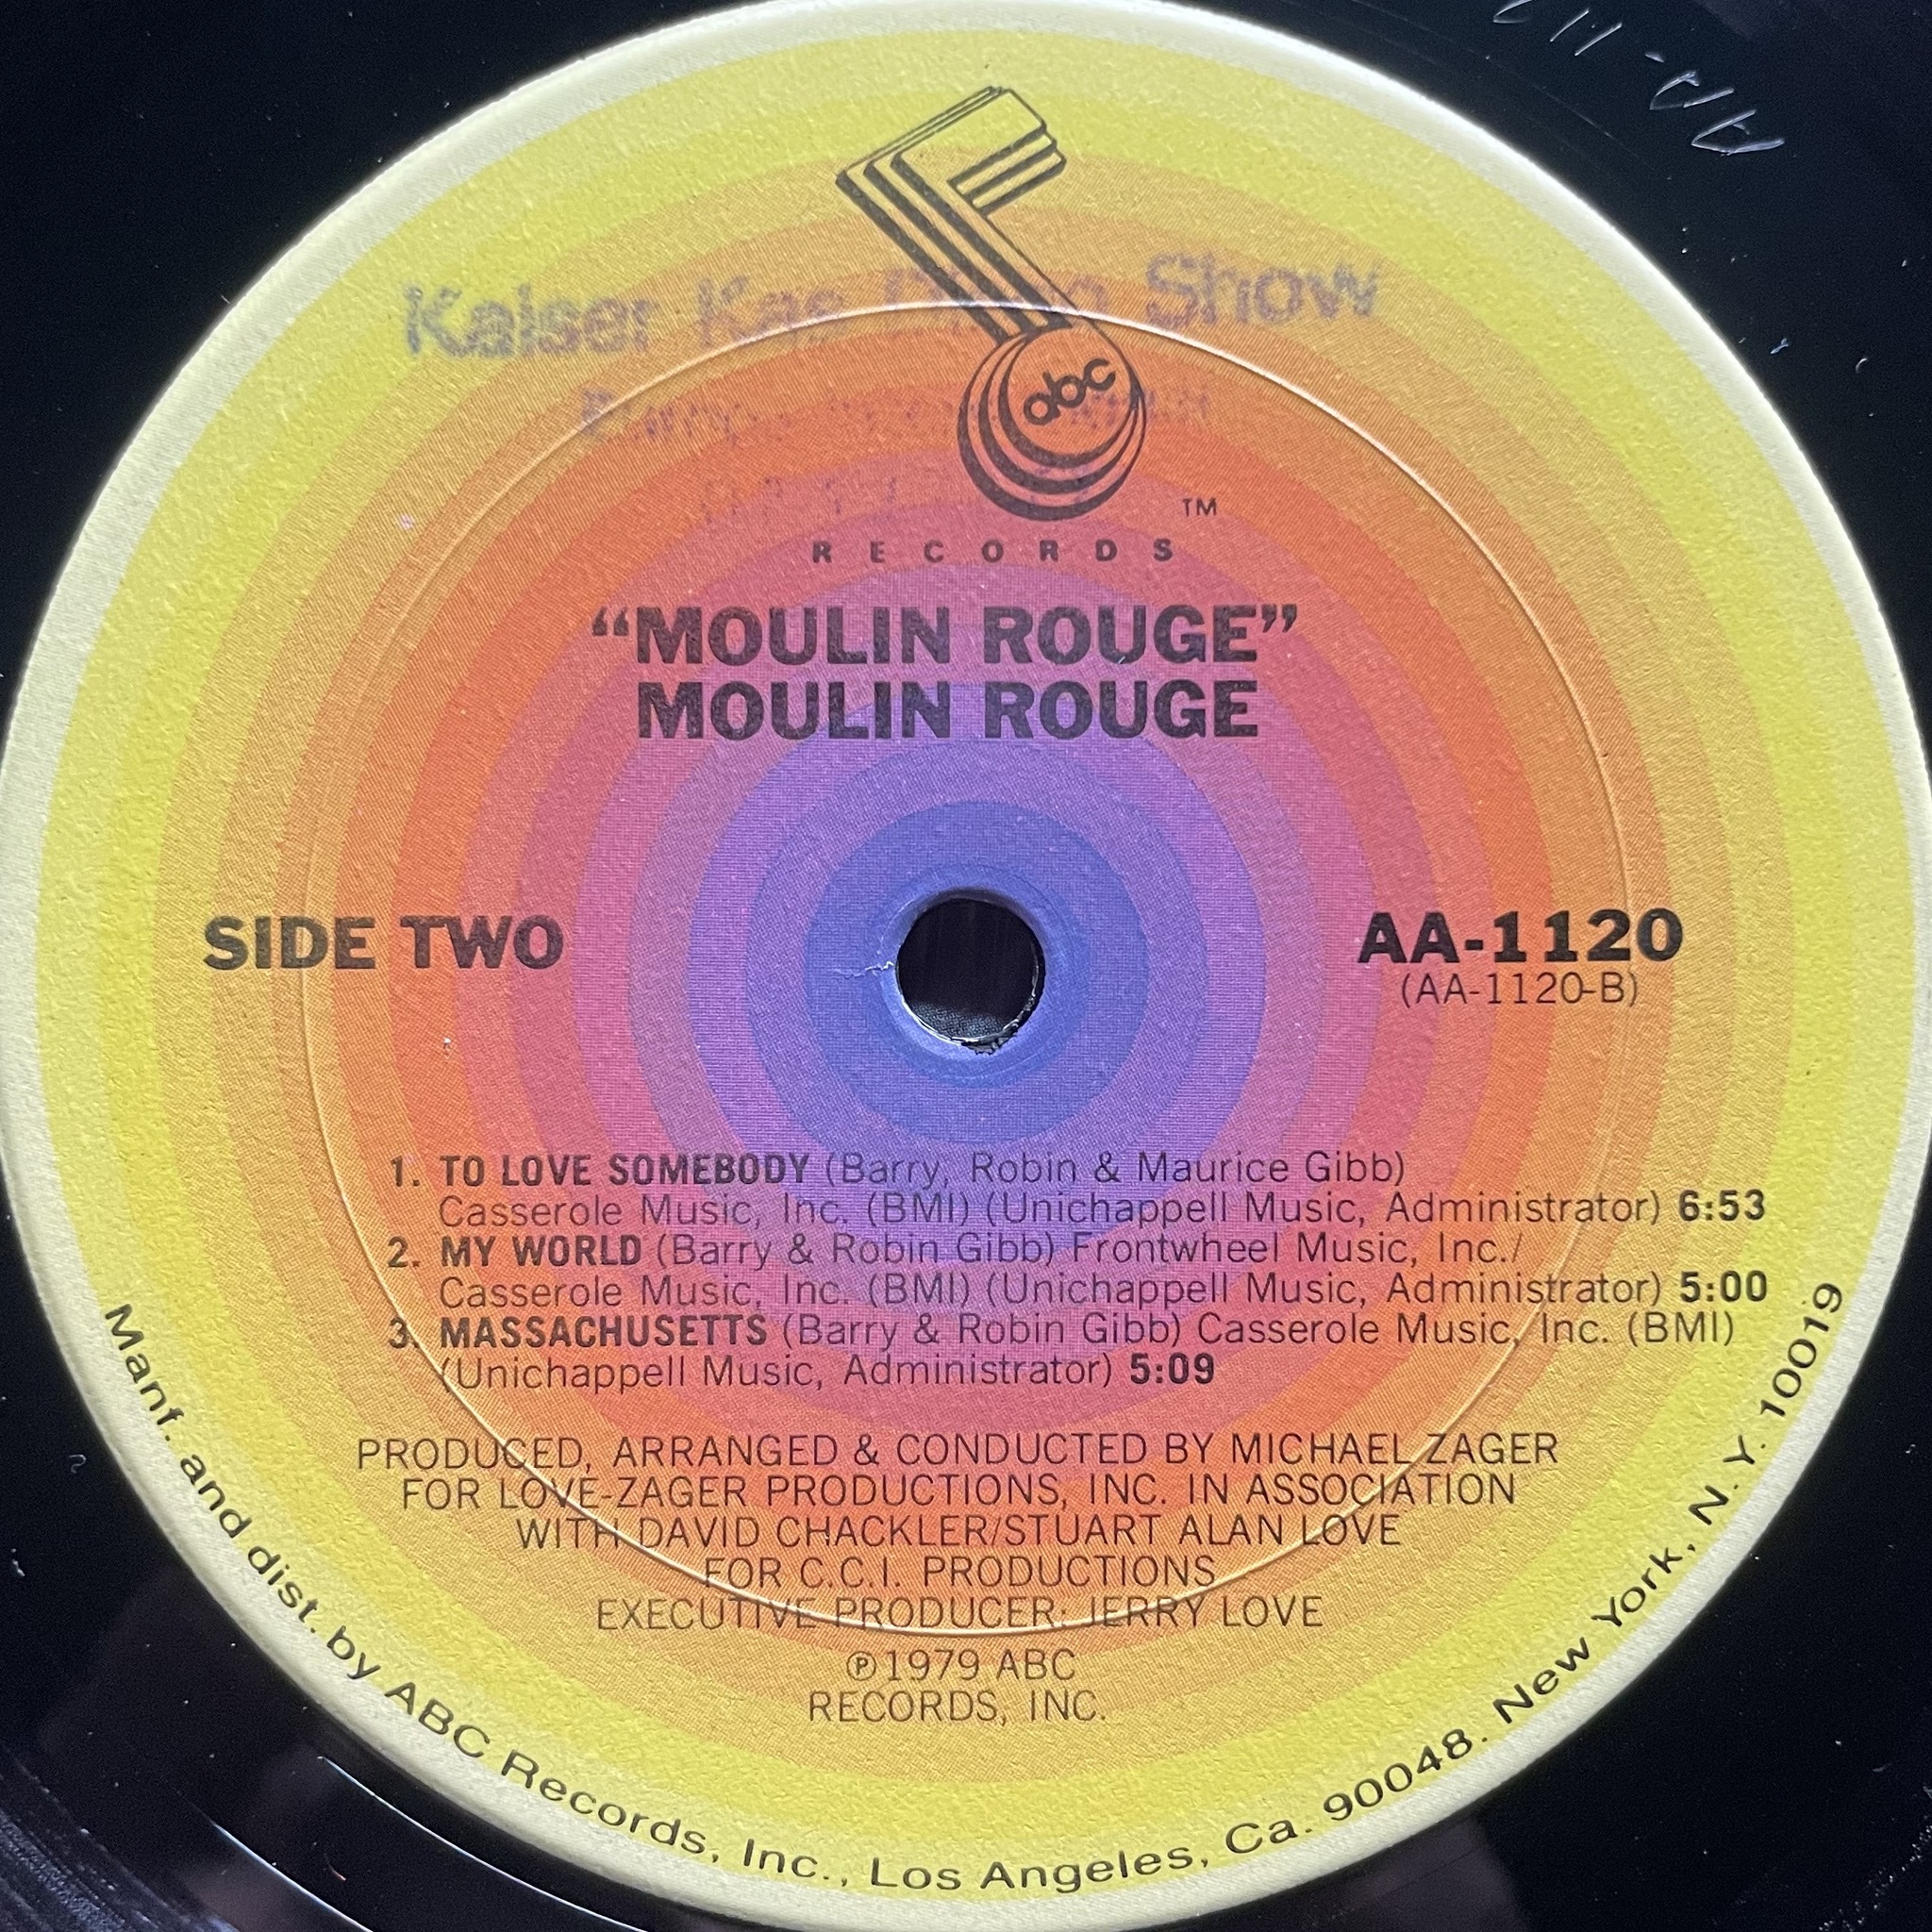 Kaiser Kas Show
abc
TM
RECORDS
“MOULIN ROUGE”
MOULIN ROUGE
SIDE TWO
AA-1120
(AA-1120-B)
1. TO LOVE SOMEBODY (Barry, Robin & Maurice Gibb)
Casserole Music, Inc. (BMI) (Unichappell Music, Administrator) 6:53
2. MY WORLD (Barry & Robin Gibb) Frontwheel Music, Inc./
Casserole Music, Inc. (BMI) (Unichappell Music, Administrator) 5:00
3. MASSACHUSETTS (Barry & Robin Gibb) Casserole Music, Inc. (BMI)
(Unichappell Music, Administrator) 5:09
PRODUCED, ARRANGED & CONDUCTED BY MICHAEL ZAGER
FOR LOVE-ZAGER PRODUCTIONS, INC. IN ASSOCIATION
WITH DAVID CHACKLER/STUART ALAN LOVE
FOR C.C.I. PRODUCTIONS
EXECUTIVE PRODUCER: JERRY LOVE
℗1979 ABC
RECORDS, INC.
Manf. and dist. by ABC Records, Inc., Los Angeles, Ca. 90048. New York, N.Y. 10019